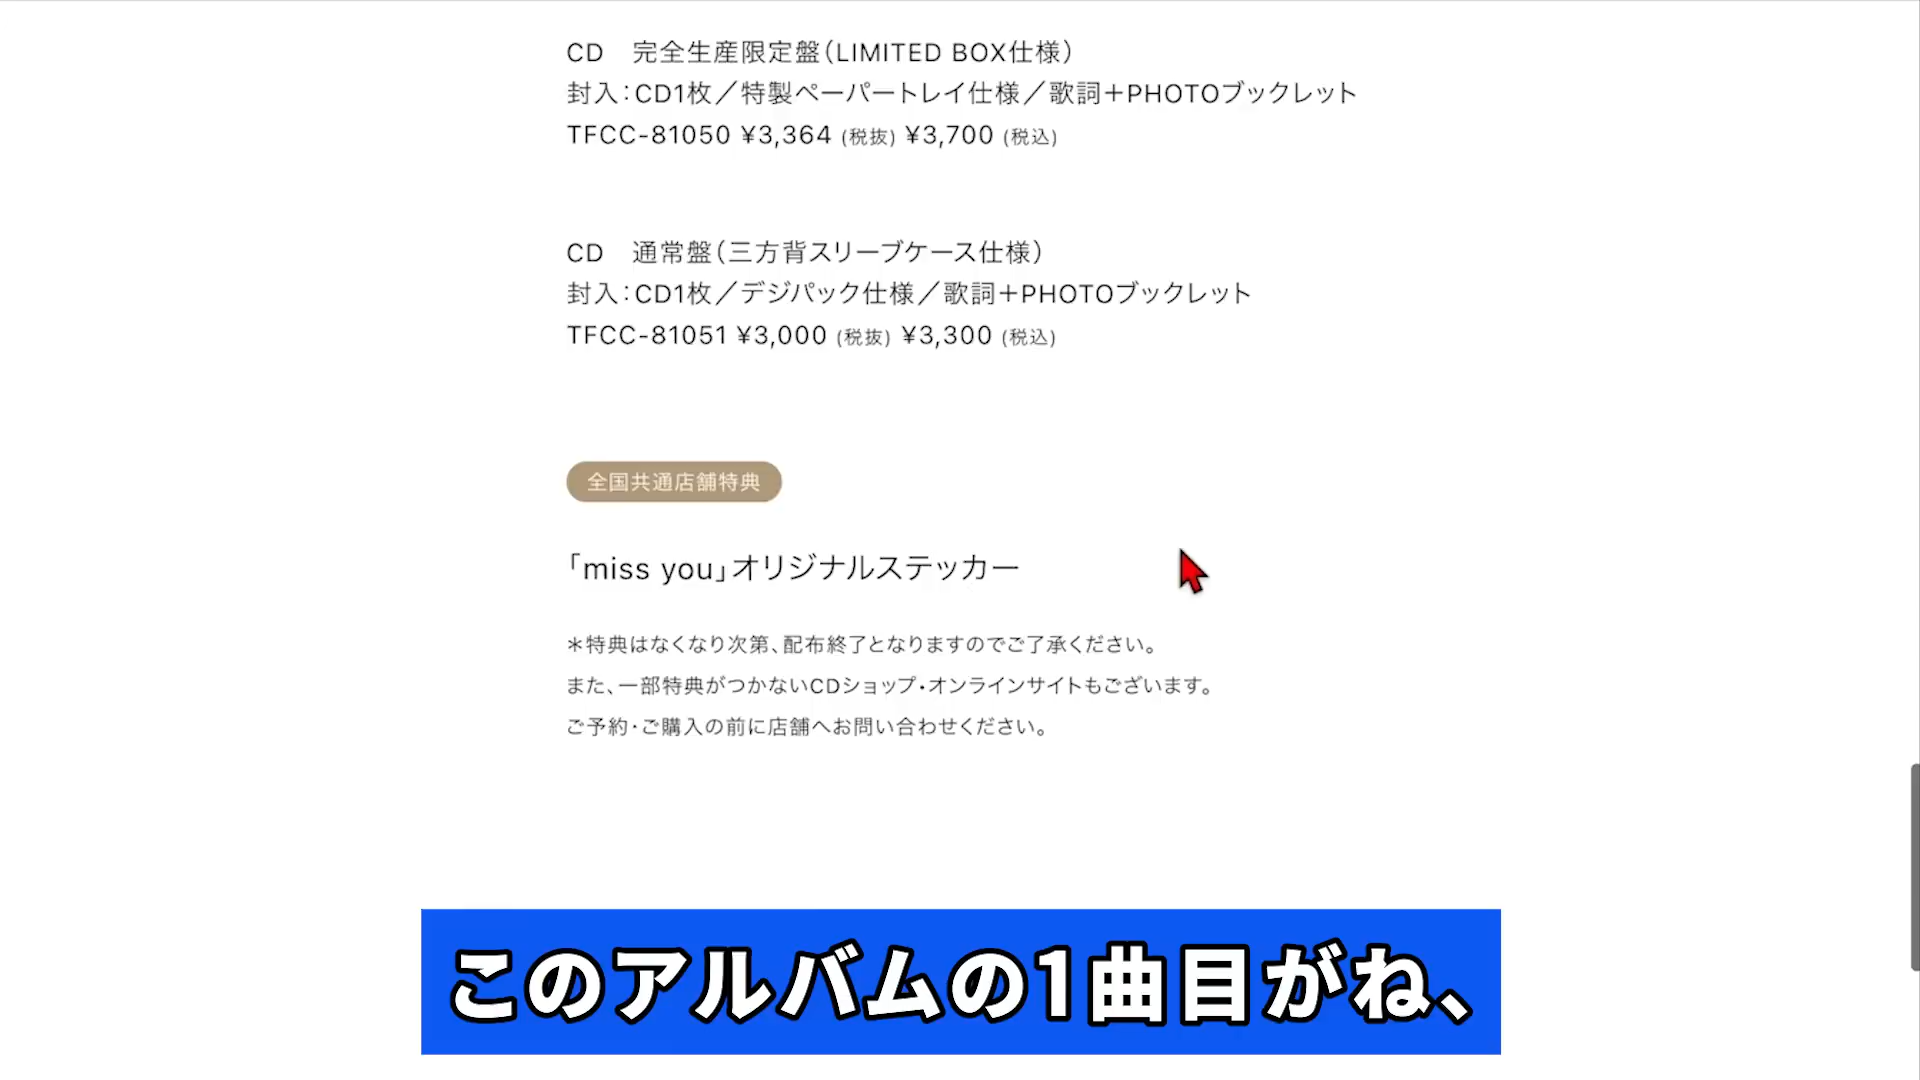 CD　完全生産限定盤（LIMITED BOX仕様）
封入：CD1枚／特製ペーパートレイ仕様／歌詞＋PHOTOブックレット
TFCC-81050 ¥3,364 (税抜) ¥3,700 (税込)
CD　通常盤（三方背スリーブケース仕様）
封入：CD1枚／デジパック仕様／歌詞＋PHOTOブックレット
TFCC-81051 ¥3,000 (税抜) ¥3,300 (税込)
全国共通店舗特典
「miss you」オリジナルステッカー
＊特典はなくなり次第、配布終了となりますのでご了承ください。
また、一部特典がつかないCDショップ・オンラインサイトもございます。
ご予約・ご購入の前に店舗へお問い合わせください。
このアルバムの1曲目がね、